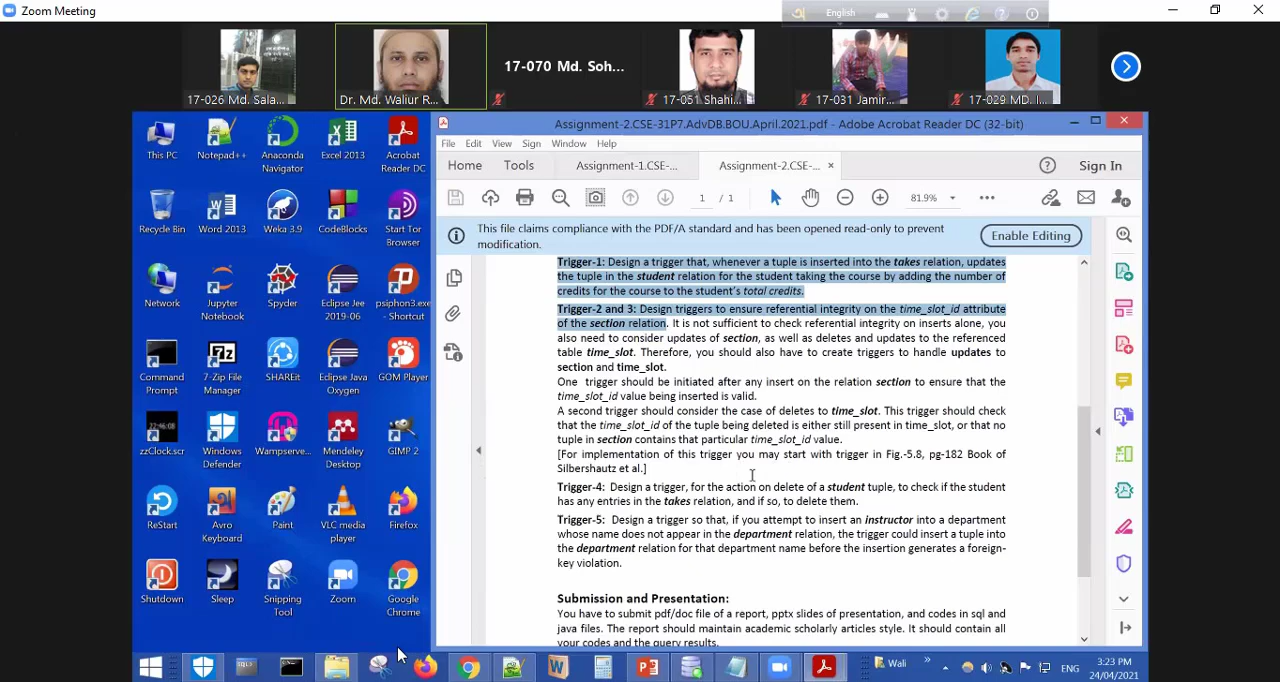 Zoom Meeting
English
17-026 Md. Sala...
Dr. Md. Waliur R...
17-070 Md. Soh...
17-051 Shahi...
17-031 Jamir...
17-029 MD. I...
This PC
Notepad++
Anaconda Navigator
Excel 2013
Acrobat Reader DC
Recycle Bin
Word 2013
Weka 3.9
CodeBlocks
Start Tor Browser
Network
Jupyter Notebook
Spyder
Eclipse Jee 2019-06
psiphon3.exe - Shortcut
Command Prompt
7-Zip File Manager
SHAREit
Eclipse Java Oxygen
GOM Player
22:46:08
zzClock.scr
Windows Defender
Wampserve...
Mendeley Desktop
GIMP 2
ReStart
Avro Keyboard
Paint
VLC media player
Firefox
Shutdown
Sleep
Snipping Tool
Zoom
Google Chrome
Assignment-2.CSE-31P7.AdvDB.BOU.April.2021.pdf - Adobe Acrobat Reader DC (32-bit)
File Edit View Sign Window Help
Home Tools Assignment-1.CSE-... Assignment-2.CSE-... × Sign In
1 / 1 81.9%
This file claims compliance with the PDF/A standard and has been opened read-only to prevent
modification.
Enable Editing
Trigger-1: Design a trigger that, whenever a tuple is inserted into the takes relation, updates
the tuple in the student relation for the student taking the course by adding the number of
credits for the course to the student's total credits.
Trigger-2 and 3: Design triggers to ensure referential integrity on the time_slot_id attribute
of the section relation. It is not sufficient to check referential integrity on inserts alone, you
also need to consider updates of section, as well as deletes and updates to the referenced
table time_slot. Therefore, you should also have to create triggers to handle updates to
section and time_slot.
One trigger should be initiated after any insert on the relation section to ensure that the
time_slot_id value being inserted is valid.
A second trigger should consider the case of deletes to time_slot. This trigger should check
that the time_slot_id of the tuple being deleted is either still present in time_slot, or that no
tuple in section contains that particular time_slot_id value.
[For implementation of this trigger you may start with trigger in Fig.-5.8, pg-182 Book of
Silbershautz et al.]
Trigger-4: Design a trigger, for the action on delete of a student tuple, to check if the student
has any entries in the takes relation, and if so, to delete them.
Trigger-5: Design a trigger so that, if you attempt to insert an instructor into a department
whose name does not appear in the department relation, the trigger could insert a tuple into
the department relation for that department name before the insertion generates a foreign-
key violation.
Submission and Presentation:
You have to submit pdf/doc file of a report, pptx slides of presentation, and codes in sql and
java files. The report should maintain academic scholarly articles style. It should contain all
your codes and the query results.
Wali
ENG
3:23 PM
24/04/2021